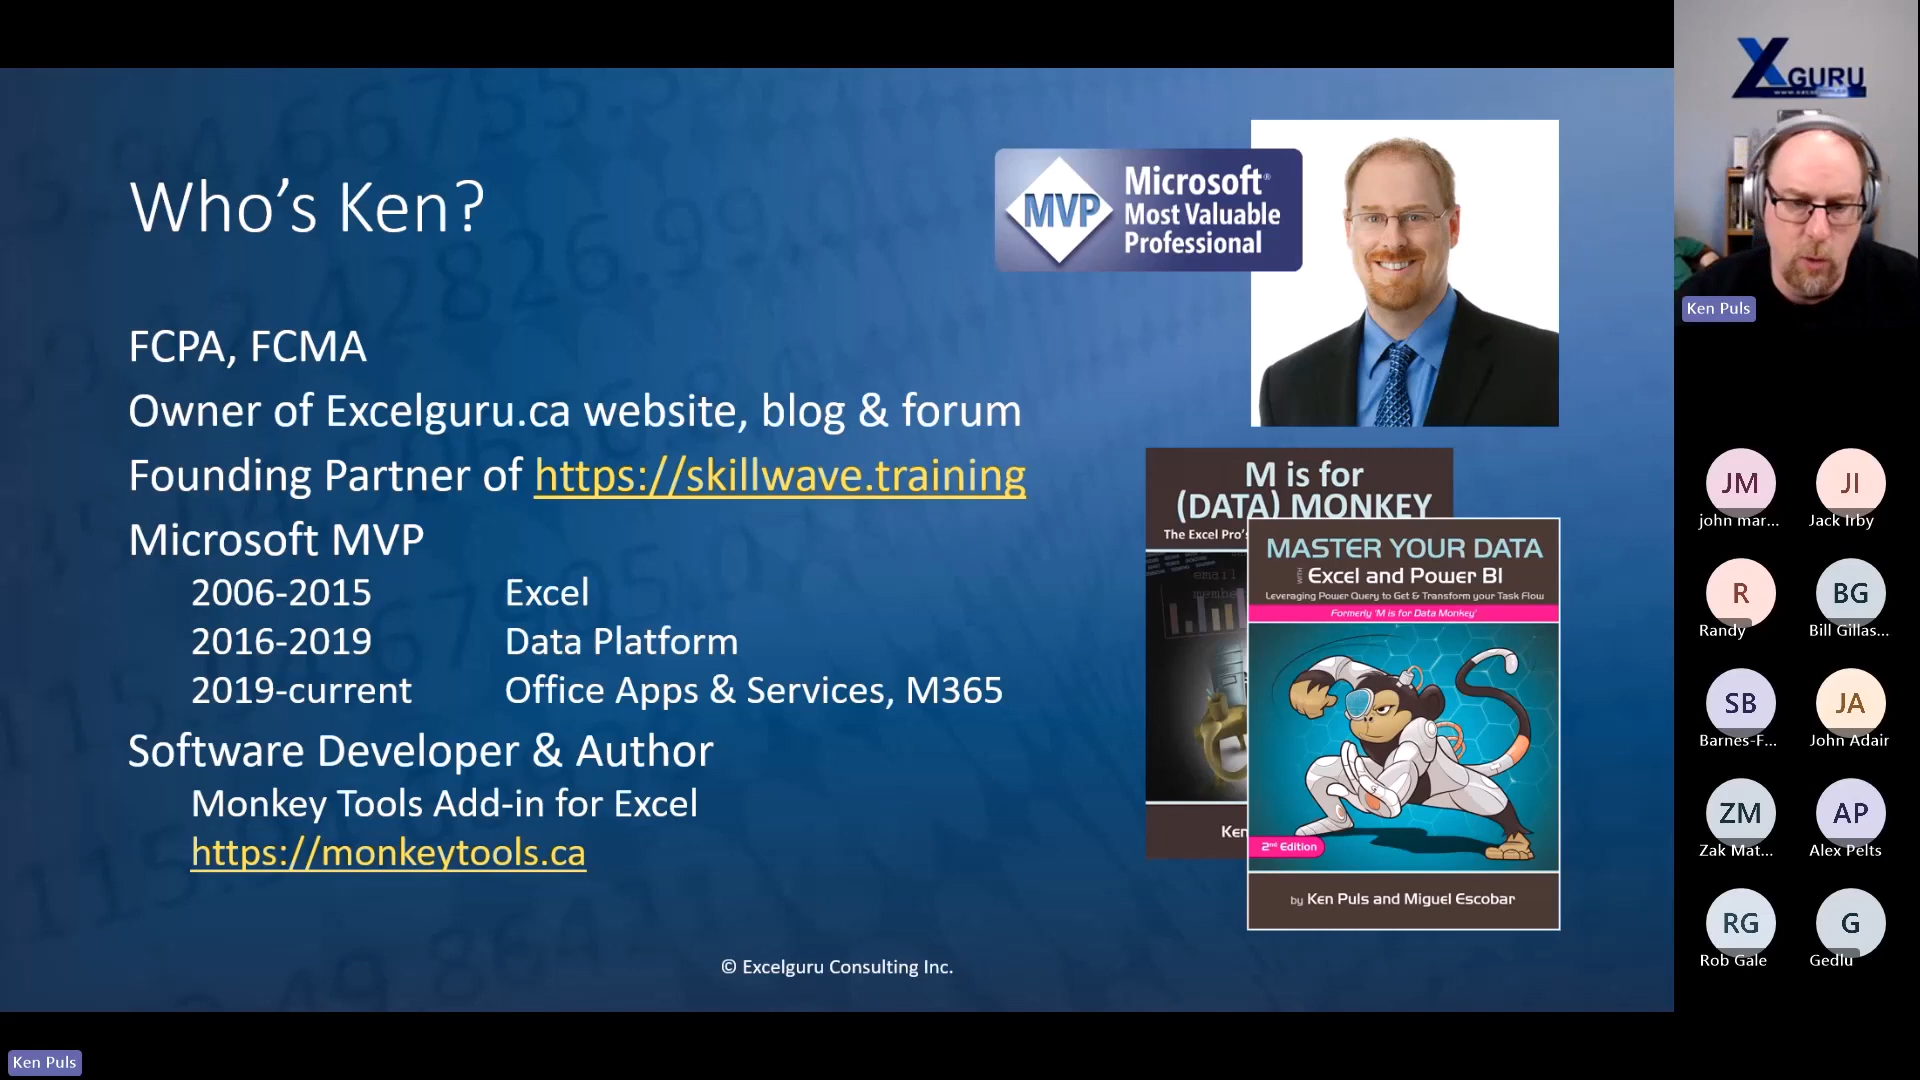 Who's Ken?
FCPA, FCMA
Owner of Excelguru.ca website, blog & forum
Founding Partner of https://skillwave.training
Microsoft MVP
2006-2015 Excel
2016-2019 Data Platform
2019-current Office Apps & Services, M365
Software Developer & Author
Monkey Tools Add-in for Excel
https://monkeytools.ca
MVP
Microsoft®
Most Valuable
Professional
M is for
(DATA) MONKEY
The Excel Pro's
email
Ken
MASTER YOUR DATA
WITH Excel and Power BI
Leveraging Power Query to Get & Transform your Task Flow
Formerly 'M is for Data Monkey'
2nd Edition
by Ken Puls and Miguel Escobar
© Excelguru Consulting Inc.
Ken Puls
XGURU
Ken Puls
JM JI
john mar... Jack Irby
R BG
Randy Bill Gillas...
SB JA
Barnes-F... John Adair
ZM AP
Zak Mat... Alex Pelts
RG G
Rob Gale Gedlu